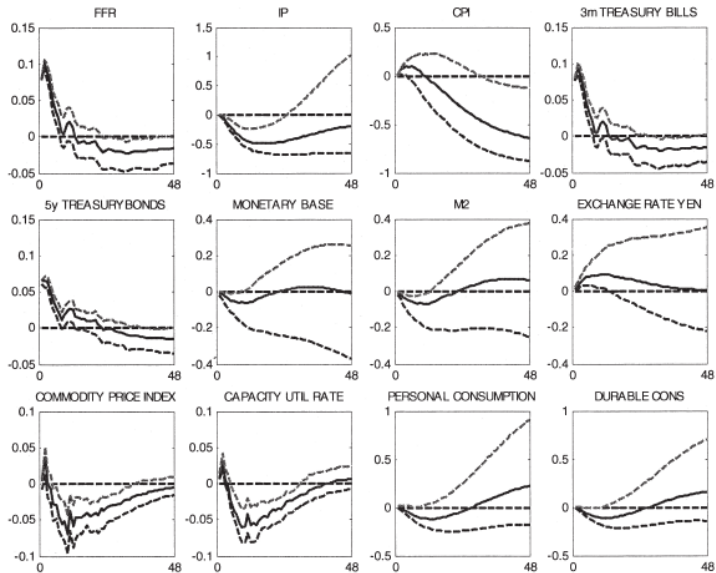 FFR IP CPI 3m TREASURY BILLS
0.15 1.5 0.5 0.15
0.1 1 0.1
0.05 0.5 0 0.05
0 0 -0.5 0
-0.5
-0.05 -1 -1 -0.05
0 48 0 48 0 48 0 48
5y TREASURY BONDS MONETARY BASE M2 EXCHANGE RATE YEN
0.15 0.4 0.4 0.4
0.1 0.2 0.2 0.2
0.05 0 0 0
0 -0.2 -0.2 -0.2
-0.05 -0.4 -0.4 -0.4
0 48 0 48 0 48 0 48
COMMODITY PRICE INDEX CAPACITY UTIL RATE PERSONAL CONSUMPTION DURABLE CONS
0.1 0.1 1 1
0.05 0.05 0.5 0.5
0 0 0 0
-0.05 -0.05
-0.1 -0.1 -0.5 -0.5
0 48 0 48 0 48 0 48